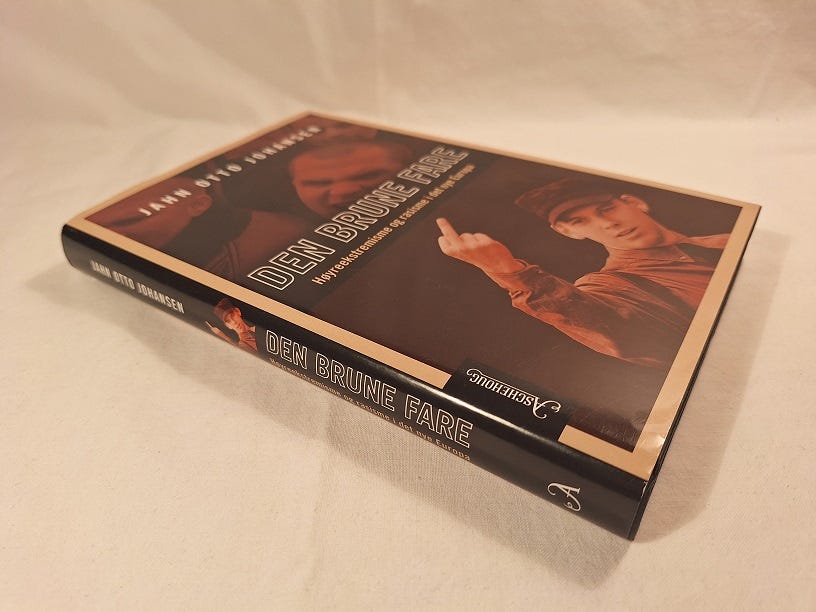 JAHN OTTO JOHANSEN
DEN BRUNE FARE
Høyreekstremisme og rasisme i det nye Europa
ASCHEHOUG
JAHN OTTO JOHANSEN
DEN BRUNE FARE
Høyreekstremisme og rasisme i det nye Europa
A